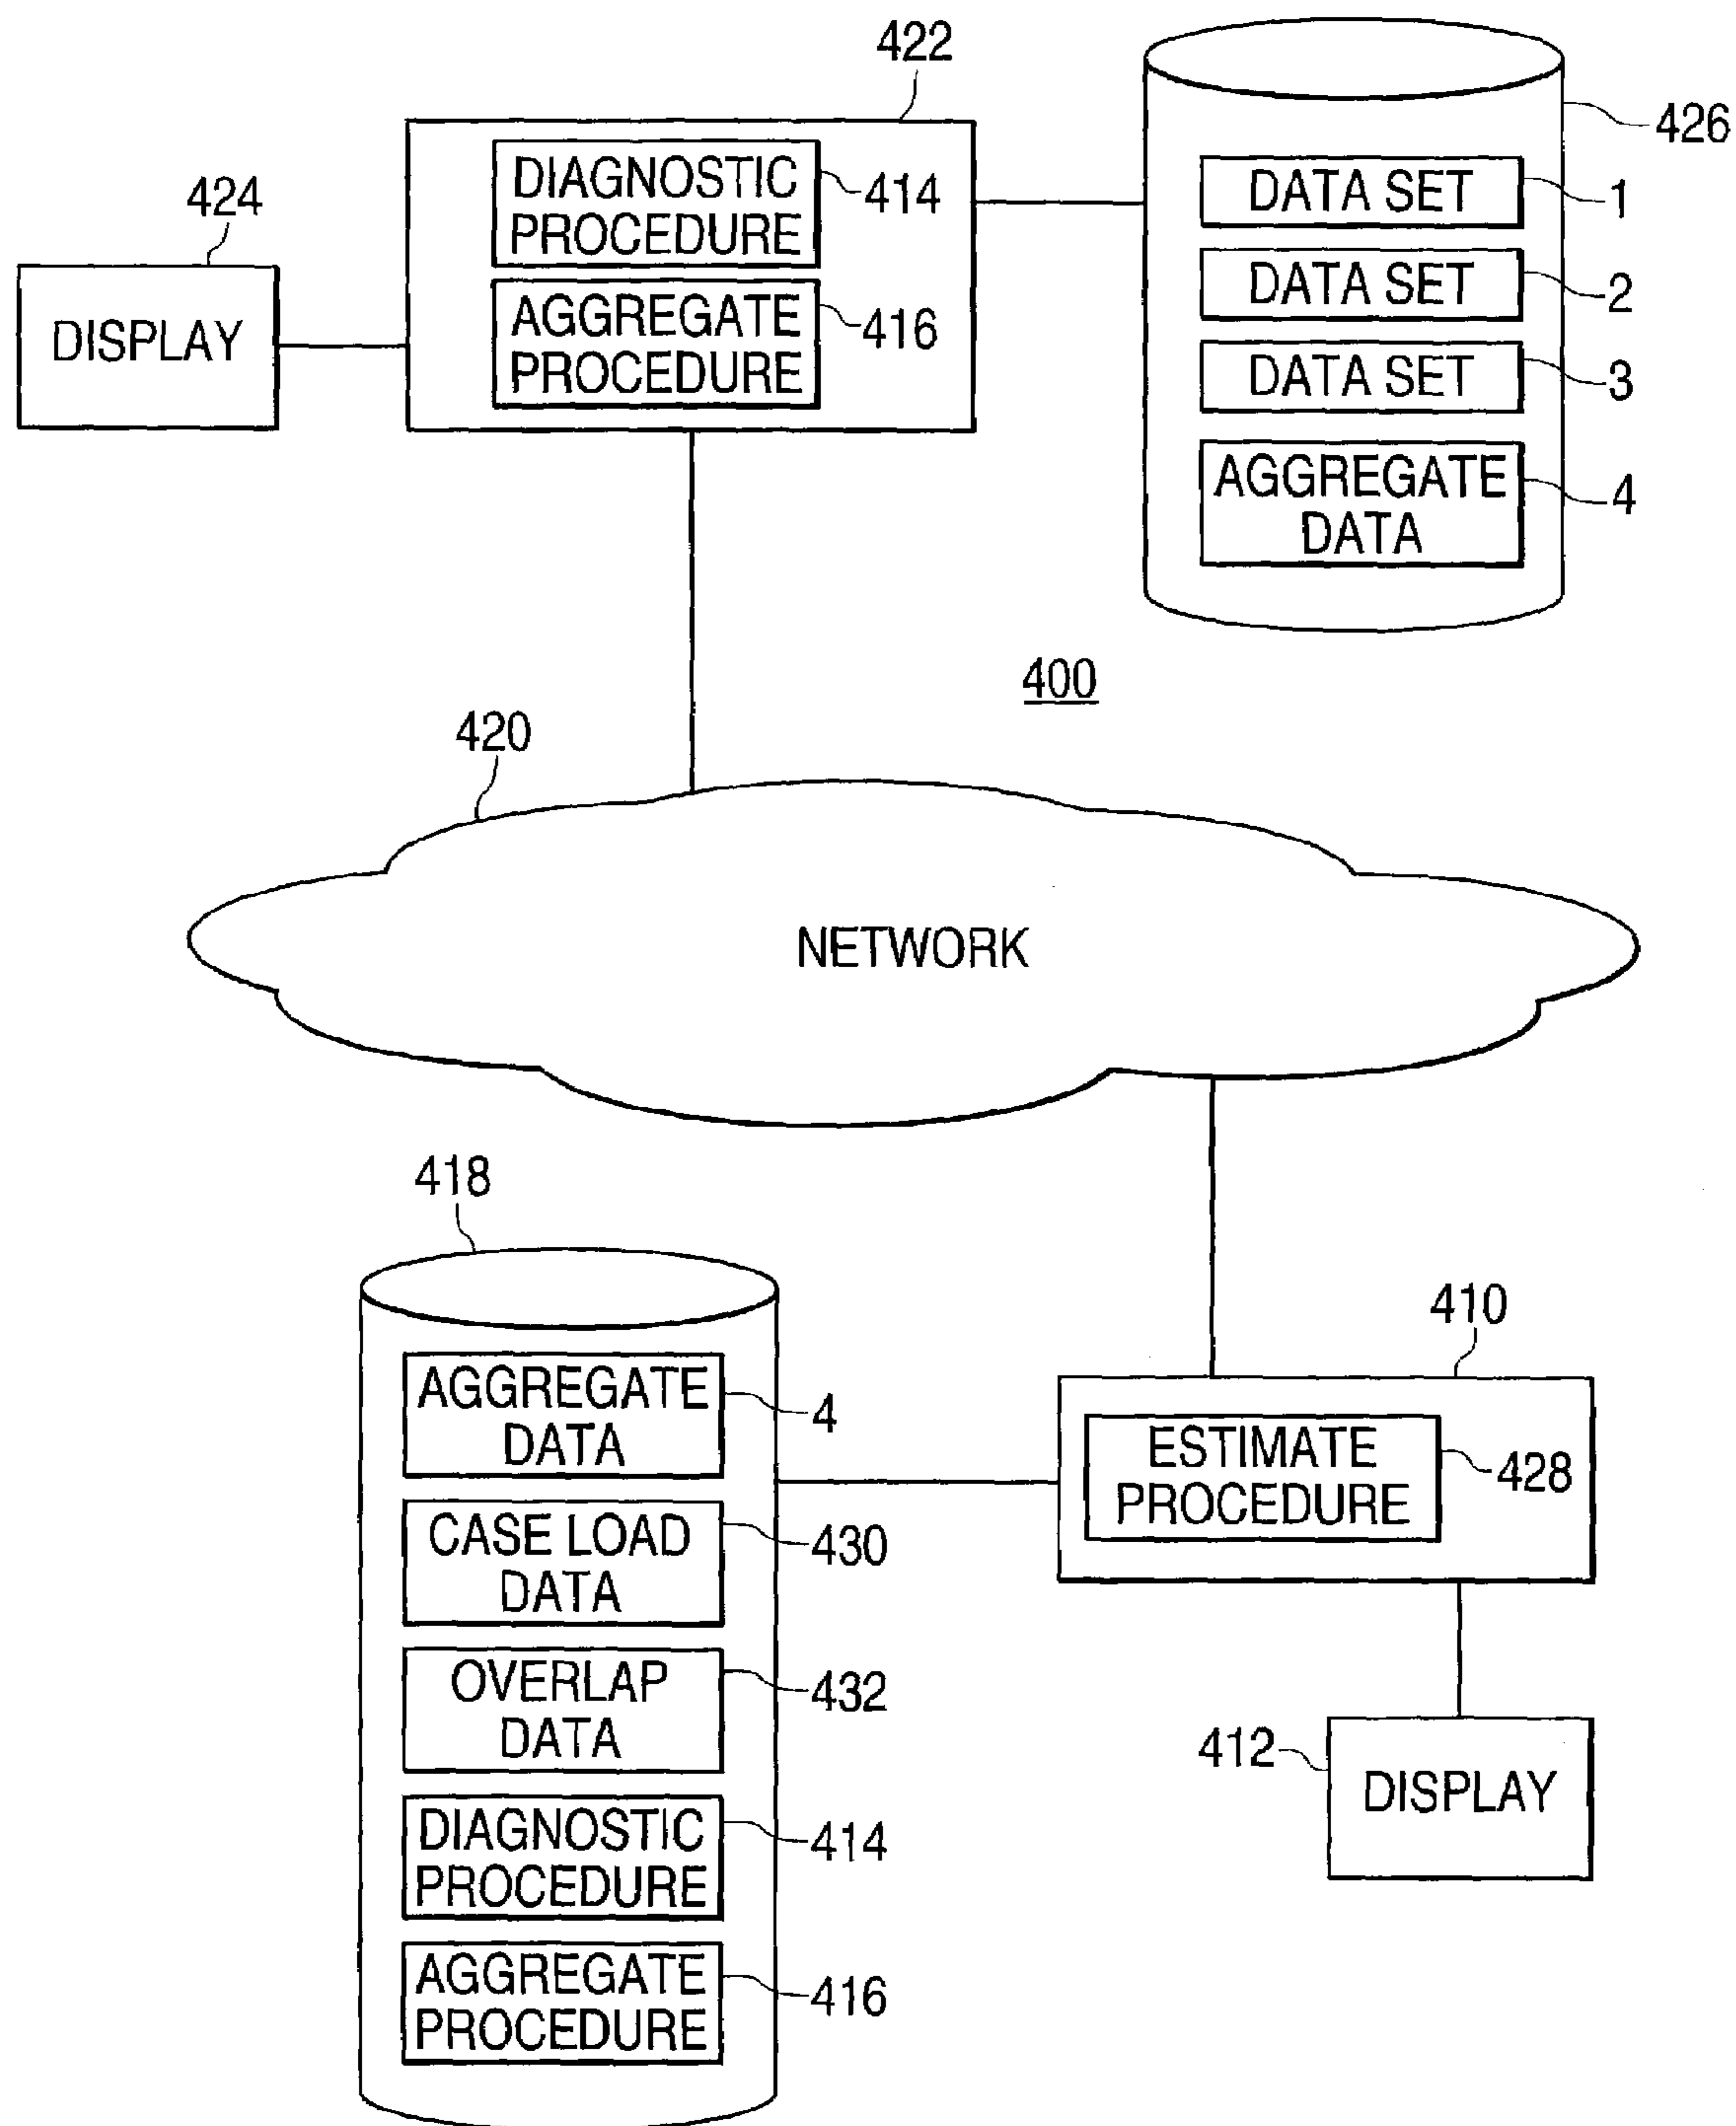 422
426
DIAGNOSTIC
PROCEDURE
414
AGGREGATE
PROCEDURE
416
424
DISPLAY
DATA SET
1
DATA SET
2
DATA SET
3
AGGREGATE
DATA
4
400
420
NETWORK
418
AGGREGATE
DATA
4
CASE LOAD
DATA
430
OVERLAP
DATA
432
DIAGNOSTIC
PROCEDURE
414
AGGREGATE
PROCEDURE
416
410
ESTIMATE
PROCEDURE
428
412
DISPLAY